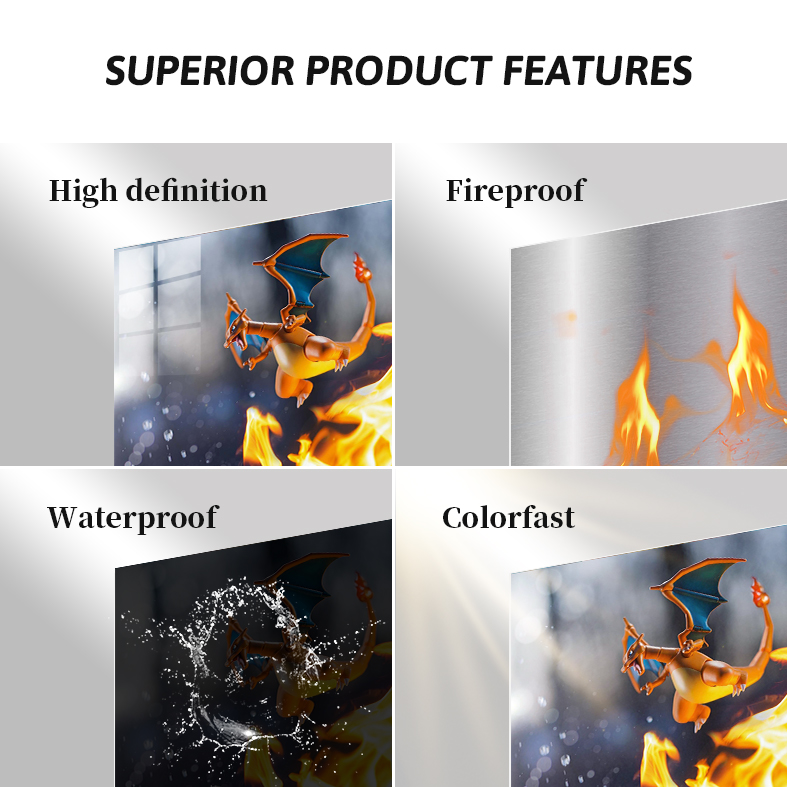 SUPERIOR PRODUCT FEATURES
High definition
Fireproof
Waterproof
Colorfast